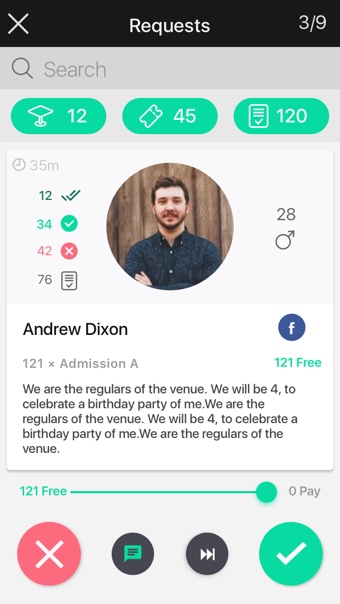 Requests
3/9
Search
12
45
120
35m
12
34
42
76
28
Andrew Dixon
f
121 × Admission A
121 Free
We are the regulars of the venue. We will be 4, to
celebrate a birthday party of me.We are the
regulars of the venue. We will be 4, to celebrate a
birthday party of me.We are the regulars of the
venue.
121 Free
0 Pay